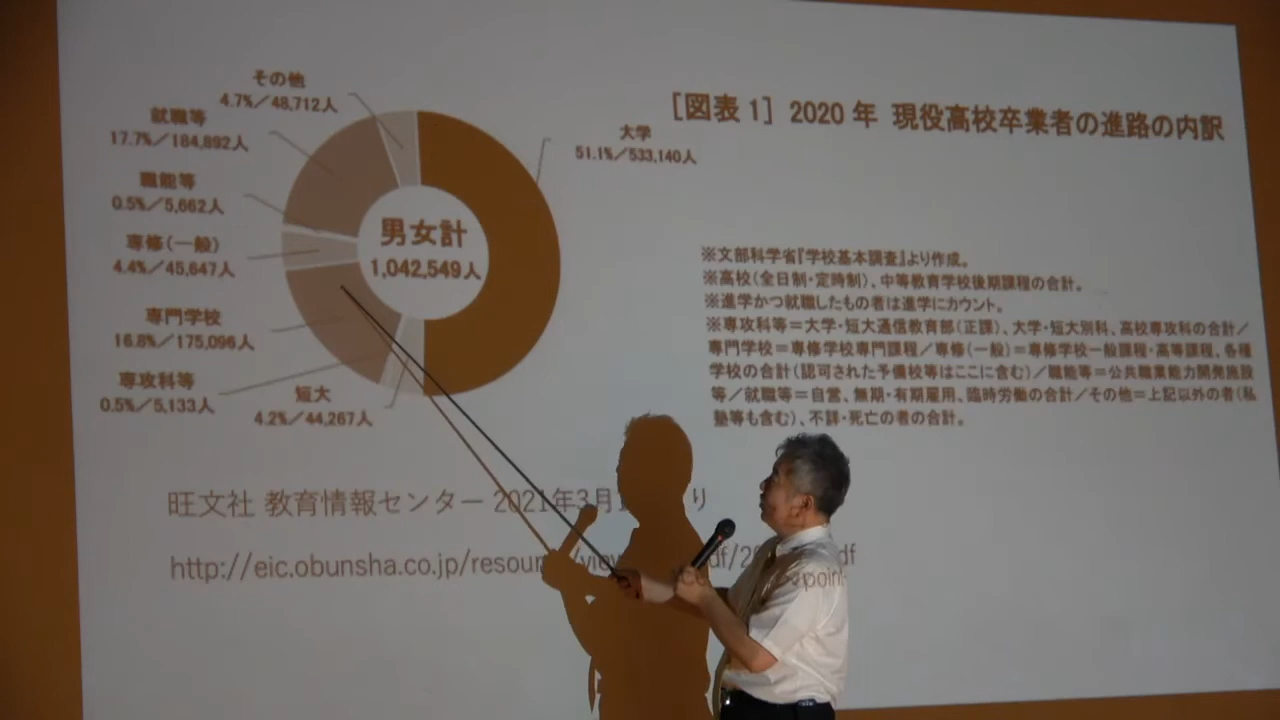 [図表1] 2020年 現役高校卒業者の進路の内訳
その他
4.7%／48,712人
就職等
17.7%／184,892人
職能等
0.5%／5,662人
専修(一般)
4.4%／45,647人
専門学校
16.8%／175,096人
専攻科等
0.5%／5,133人
短大
4.2%／44,267人
大学
51.1%／533,140人
男女計
1,042,549人
※文部科学省『学校基本調査』より作成。
※高校(全日制・定時制)、中等教育学校後期課程の合計。
※進学かつ就職したもの者は進学にカウント。
※専攻科等＝大学・短大通信教育部(正課)、大学・短大別科、高校専攻科の合計／
専門学校＝専修学校専門課程／専修(一般)＝専修学校一般課程・高等課程、各種
学校の合計(認可された予備校等はここに含む)／職能等＝公共職業能力開発施設
等／就職等＝自営、無期・有期雇用、臨時労働の合計／その他＝上記以外の者(私
塾等も含む)、不詳・死亡の者の合計。
旺文社 教育情報センター 2021年3月 り
http://eic.obunsha.co.jp/resour
point